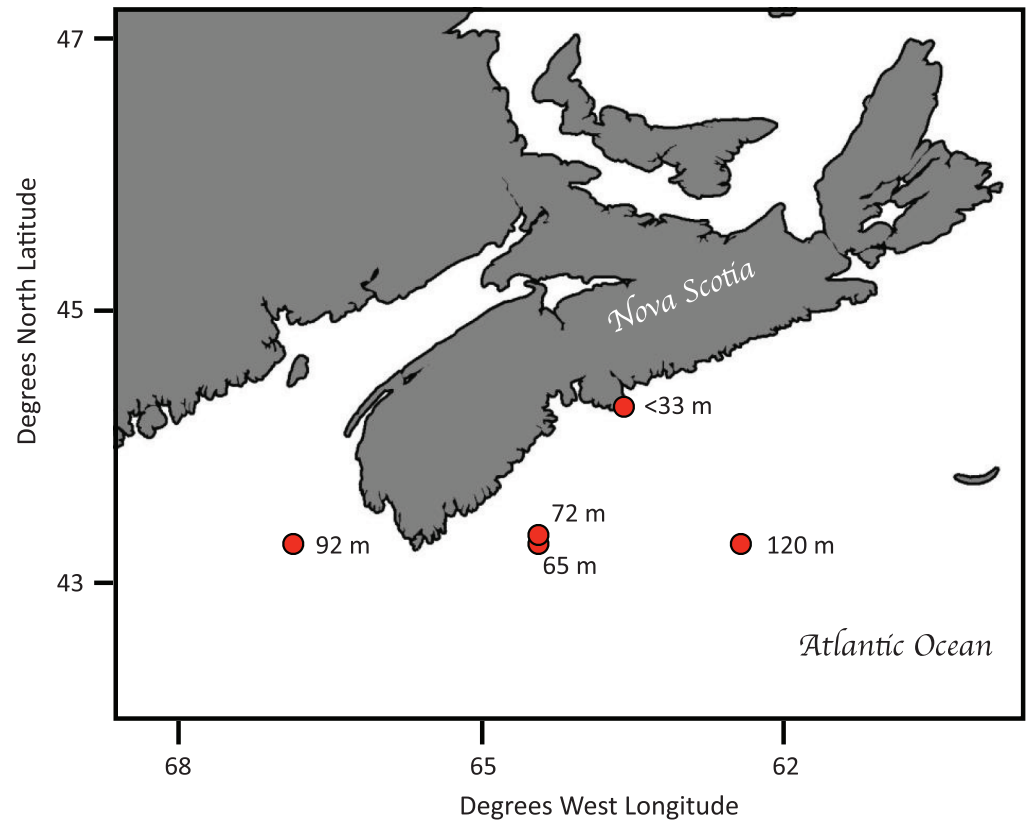 47
45
43
Degrees North Latitude
Nova Scotia
<33 m
72 m
92 m
65 m
120 m
Atlantic Ocean
68
65
62
Degrees West Longitude